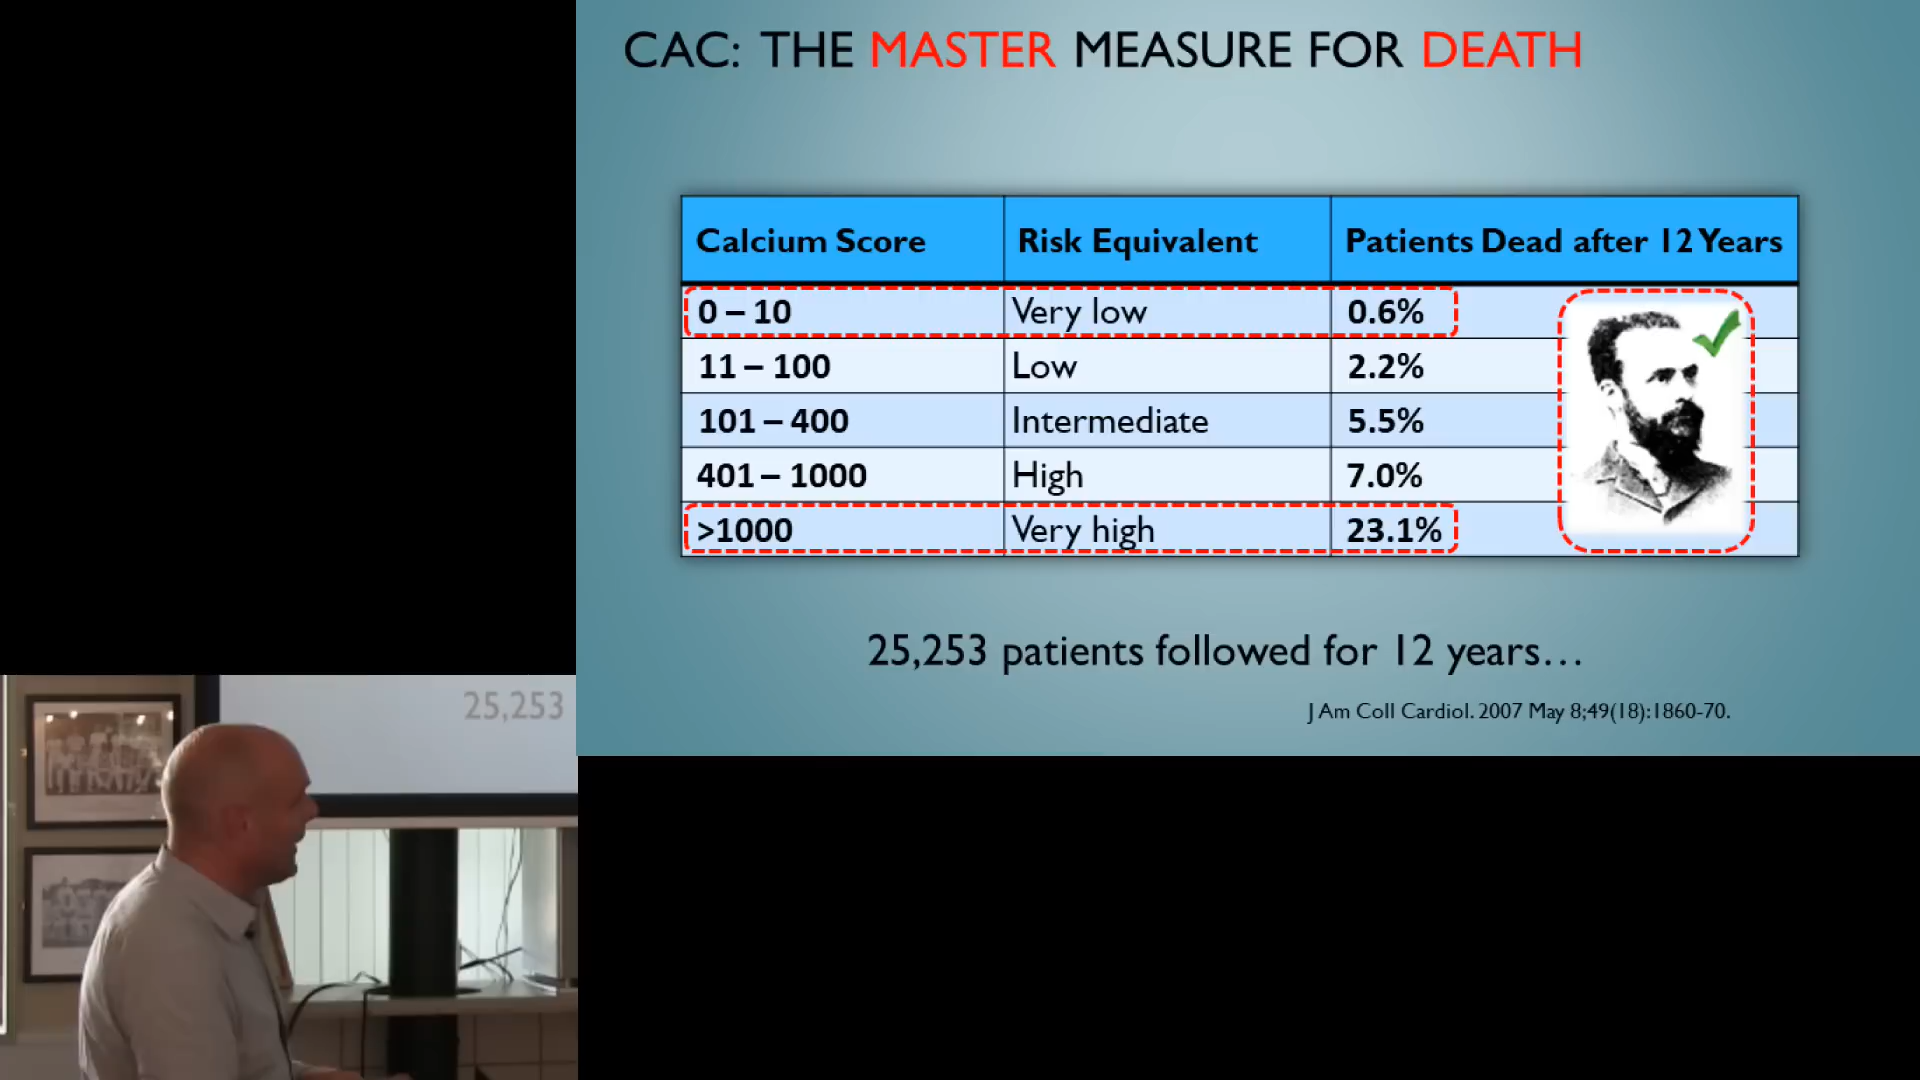 CAC: THE MASTER MEASURE FOR DEATH
Calcium Score Risk Equivalent Patients Dead after 12 Years
0 – 10 Very low 0.6%
11 – 100 Low 2.2%
101 – 400 Intermediate 5.5%
401 – 1000 High 7.0%
>1000 Very high 23.1%
25,253 patients followed for 12 years...
J Am Coll Cardiol. 2007 May 8;49(18):1860-70.
25,253